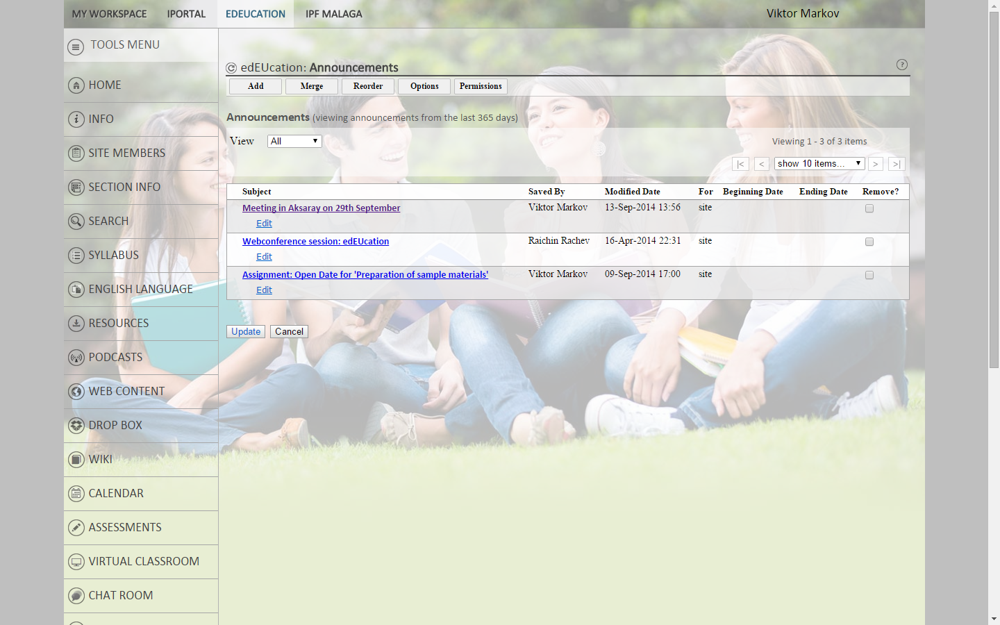 MY WORKSPACE IPORTAL EDEUCATION IPF MALAGA Viktor Markov
TOOLS MENU
HOME
INFO
SITE MEMBERS
SECTION INFO
SEARCH
SYLLABUS
ENGLISH LANGUAGE
RESOURCES
PODCASTS
WEB CONTENT
DROP BOX
WIKI
CALENDAR
ASSESSMENTS
VIRTUAL CLASSROOM
CHAT ROOM
edEUcation: Announcements ?
Add Merge Reorder Options Permissions
Announcements (viewing announcements from the last 365 days)
View All Viewing 1 - 3 of 3 items
|< < show 10 items... > >|
Subject Saved By Modified Date For Beginning Date Ending Date Remove?
Meeting in Aksaray on 29th September Viktor Markov 13-Sep-2014 13:56 site
Edit
Webconference session: edEUcation Raichin Rachev 16-Apr-2014 22:31 site
Edit
Assignment: Open Date for 'Preparation of sample materials' Viktor Markov 09-Sep-2014 17:00 site
Edit
Update Cancel